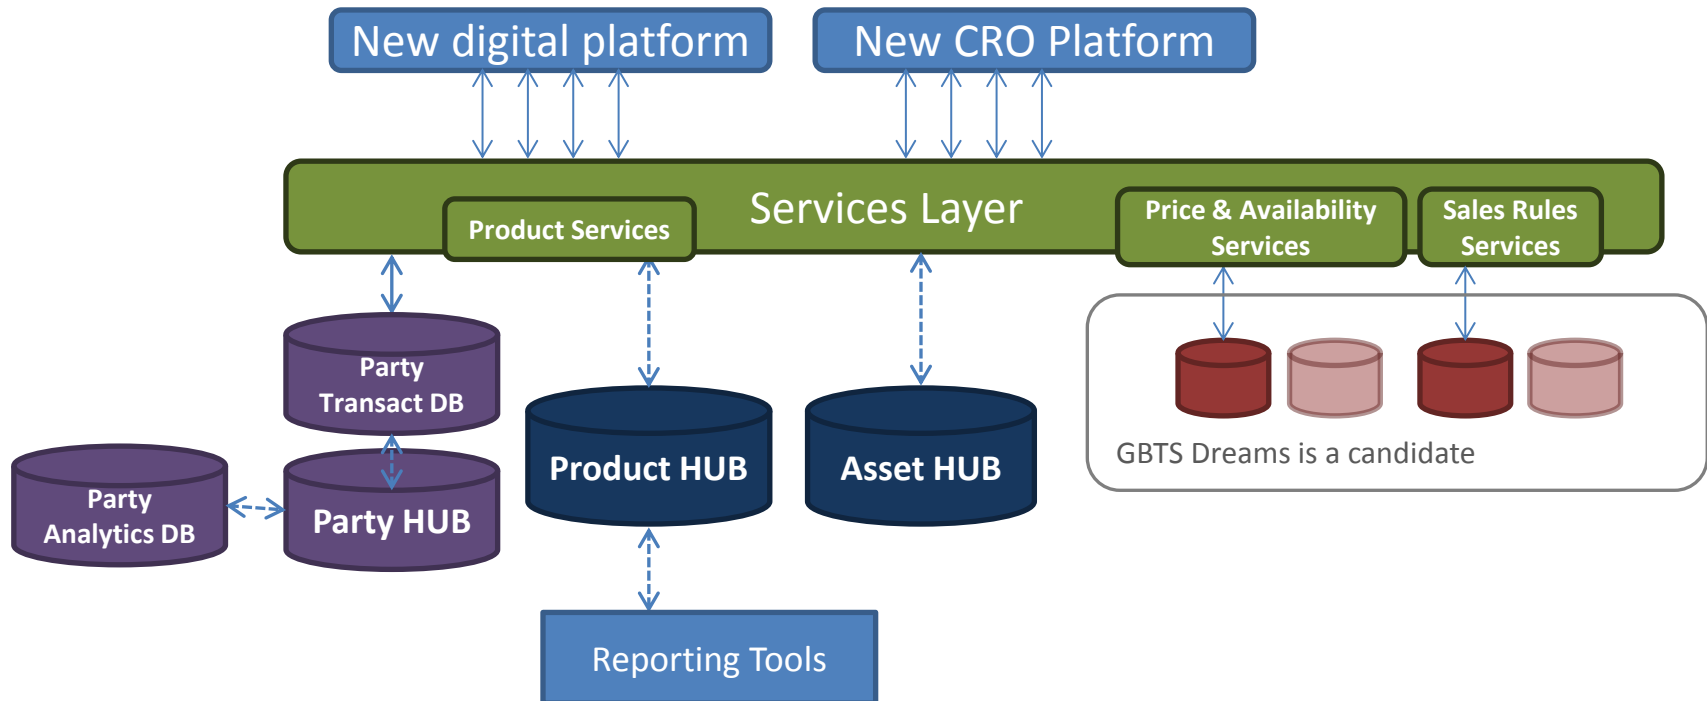 New digital platform
New CRO Platform
Services Layer
Product Services
Price & Availability
Services
Sales Rules
Services
Party
Transact DB
Product HUB
Asset HUB
GBTS Dreams is a candidate
Party
Analytics DB
Party HUB
Reporting Tools